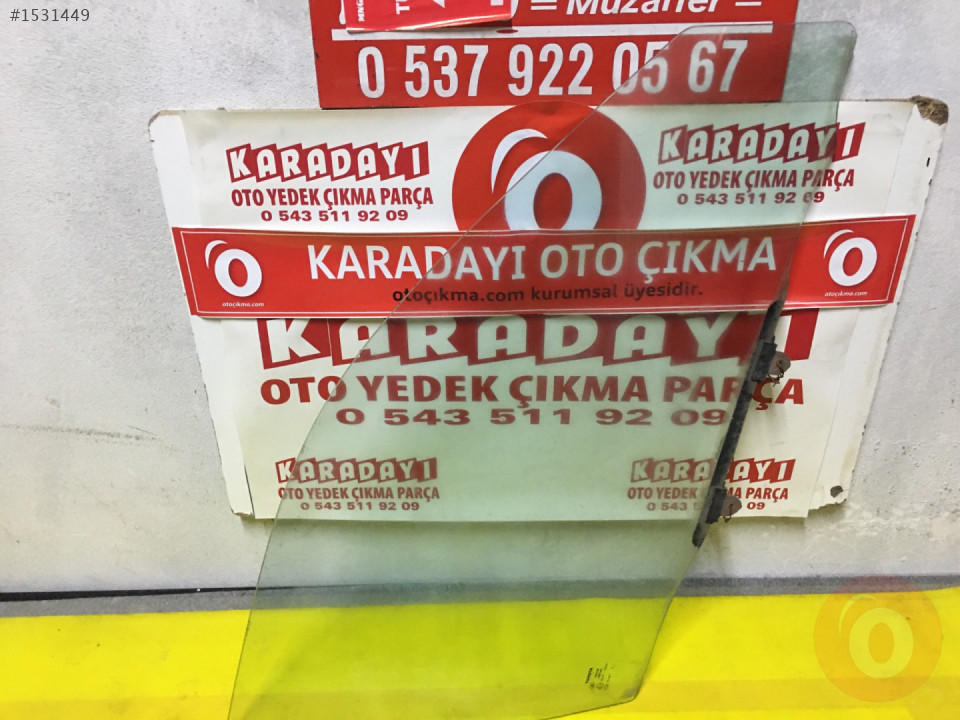 #1531449
= Muzaffer =
0 537 922 05 67
KARADAYI
OTO YEDEK ÇIKMA PARÇA
0 543 511 92 09
KARADAYI
OTO YEDEK ÇIKMA PARÇA
0 543 511 92 09
otoçıkma.com
KARADAYI OTO ÇIKMA
otoçıkma.com kurumsal üyesidir.
otoçıkma.com
KARADAYI
OTO YEDEK ÇIKMA PARÇA
0 543 511 92 09
KARADAYI
OTO YEDEK ÇIKMA PARÇA
0 543 511 92 09
KARADAYI
OTO YEDEK ÇIKMA PARÇA
0 543 511 92 09